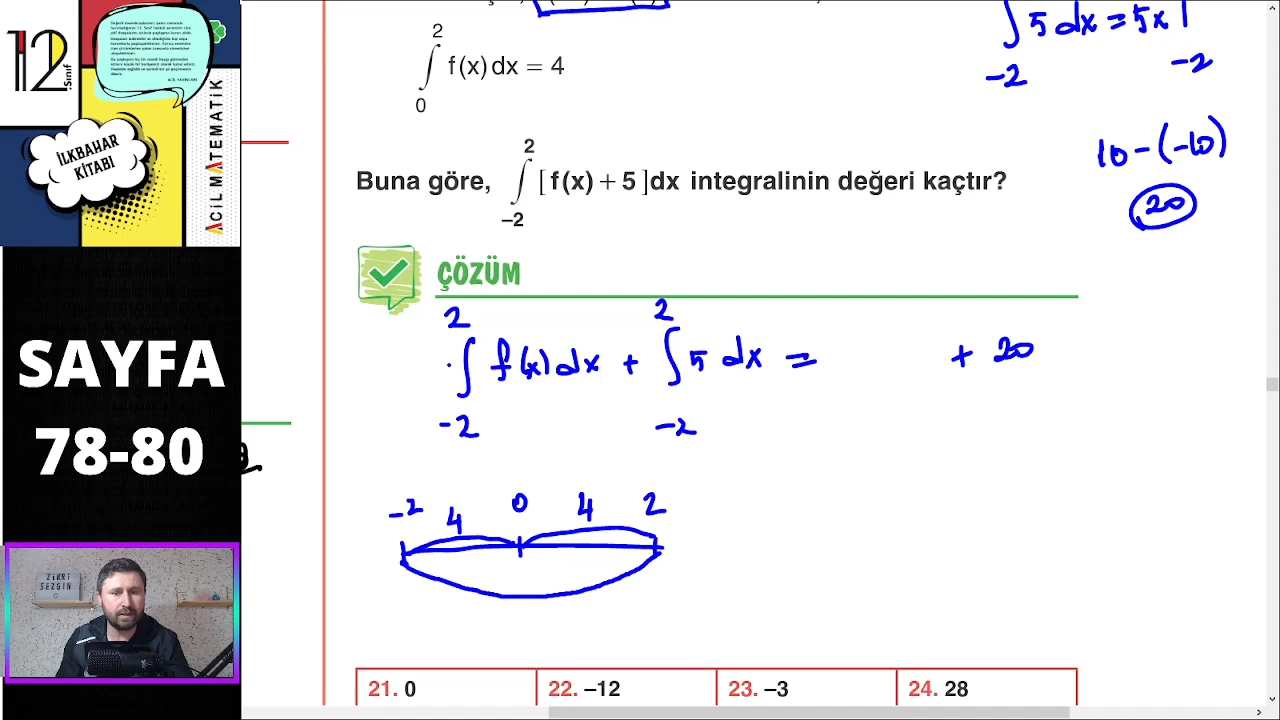 12
.Sınıf
İLKBAHAR
KİTABI
ACİL MATEMATİK
SAYFA
78-80
ZİKRİ
SEZGİN
∫5 dx = 5x |
-2 -2
10-(-10)
20
2
∫ f(x) dx = 4
0
2
Buna göre, ∫ [ f(x) + 5 ]dx integralinin değeri kaçtır?
–2
ÇÖZÜM
2 2
∫ f(x)dx + ∫ 5 dx = + 20
-2 -2
-2 4 0 4 2
21. 0 22. –12 23. –3 24. 28